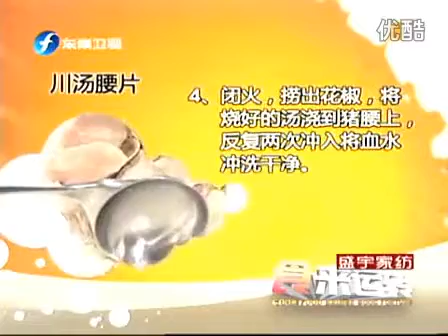 优酷
东南卫视
川汤腰片
4、闭火，捞出花椒，将
烧好的汤浇到猪腰上，
反复两次冲入将血水
冲洗干净。
盛宇家纺